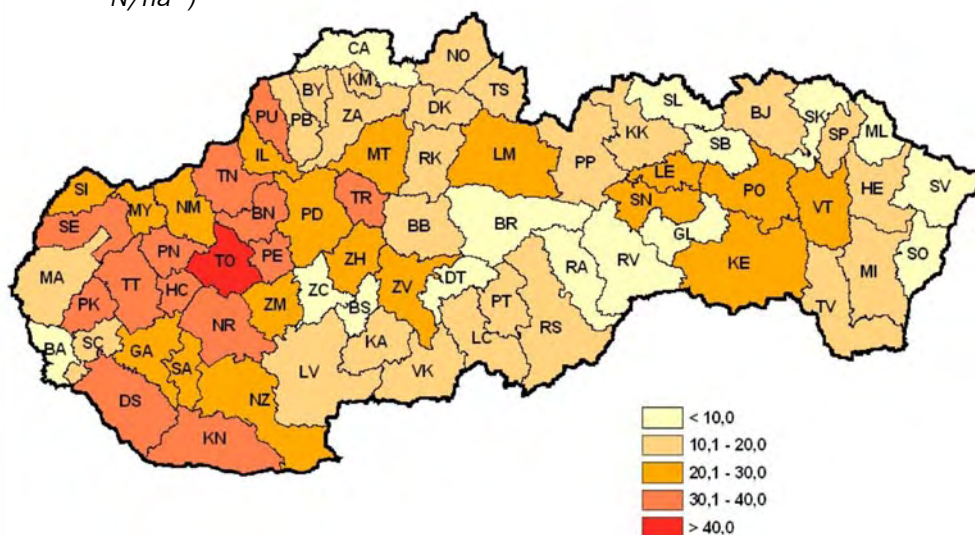 N/ha
CA
NO
KM
BY
TS
PU
PB
ZA
DK
SL
BJ
SK
ML
KK
SP
IL
MT
RK
LM
PP
SB
HE
TN
LE
SV
SI
MY
NM
BN
PD
TR
SN
PO
VT
SE
BB
BR
GL
PN
TO
PE
ZH
RA
RV
KE
SO
MA
TT
HC
ZM
ZC
ZV
DT
MI
PK
BS
PT
TV
NR
RS
BA
SC
GA
SA
KA
LC
LV
VK
DS
NZ
KN
< 10,0
10,1 - 20,0
20,1 - 30,0
30,1 - 40,0
> 40,0